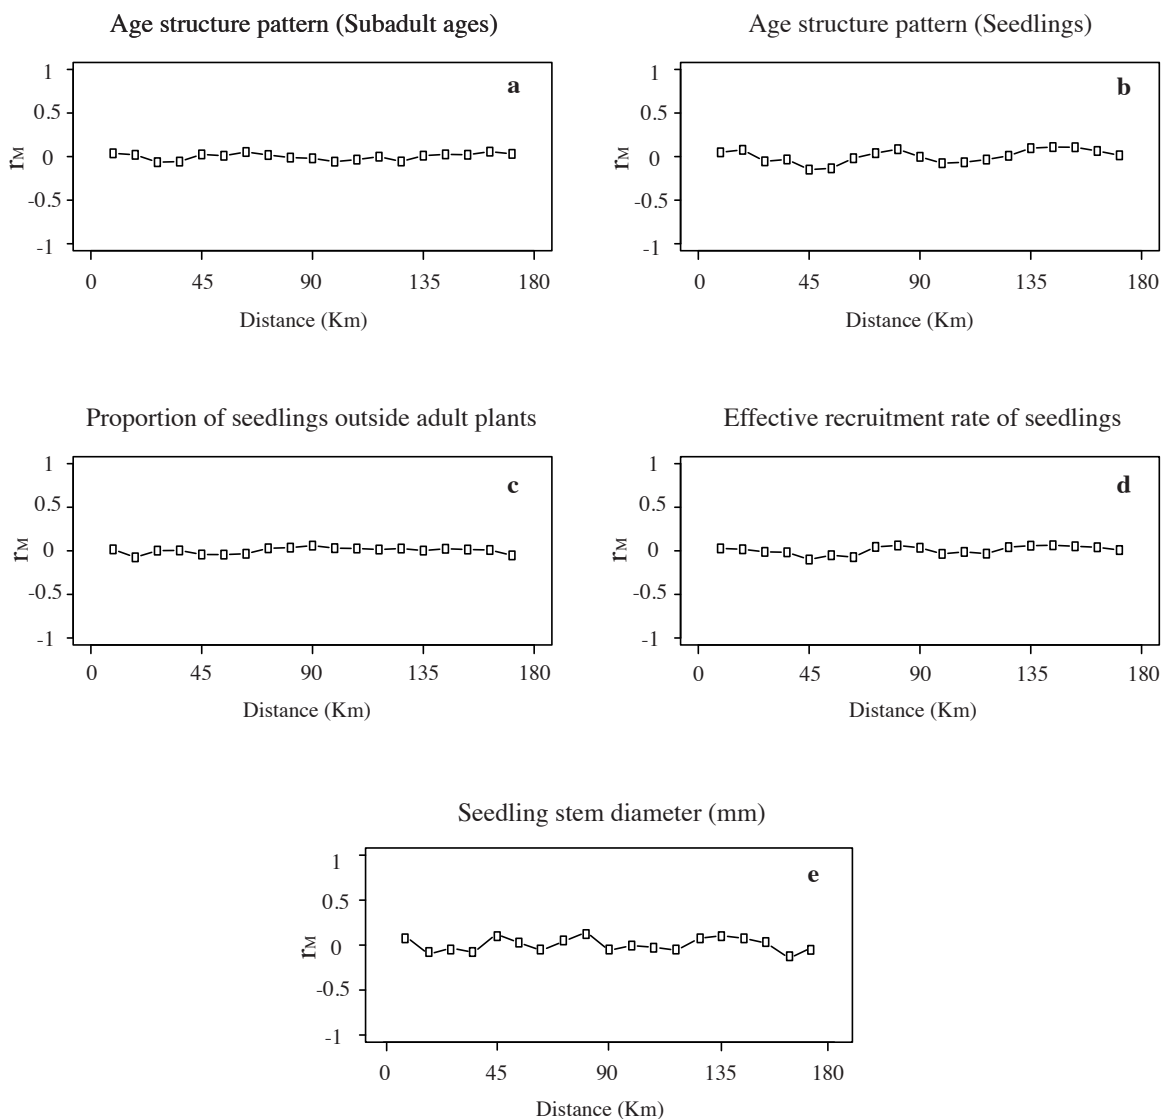 Age structure pattern (Subadult ages)
Age structure pattern (Seedlings)
a
b
1
0.5
0
-0.5
-1
rM
0 45 90 135 180
Distance (Km)
1
0.5
0
-0.5
-1
rM
0 45 90 135 180
Distance (Km)
Proportion of seedlings outside adult plants
Effective recruitment rate of seedlings
c
d
1
0.5
0
-0.5
-1
rM
0 45 90 135 180
Distance (Km)
1
0.5
0
-0.5
-1
rM
0 45 90 135 180
Distance (Km)
Seedling stem diameter (mm)
e
1
0.5
0
-0.5
-1
rM
0 45 90 135 180
Distance (Km)